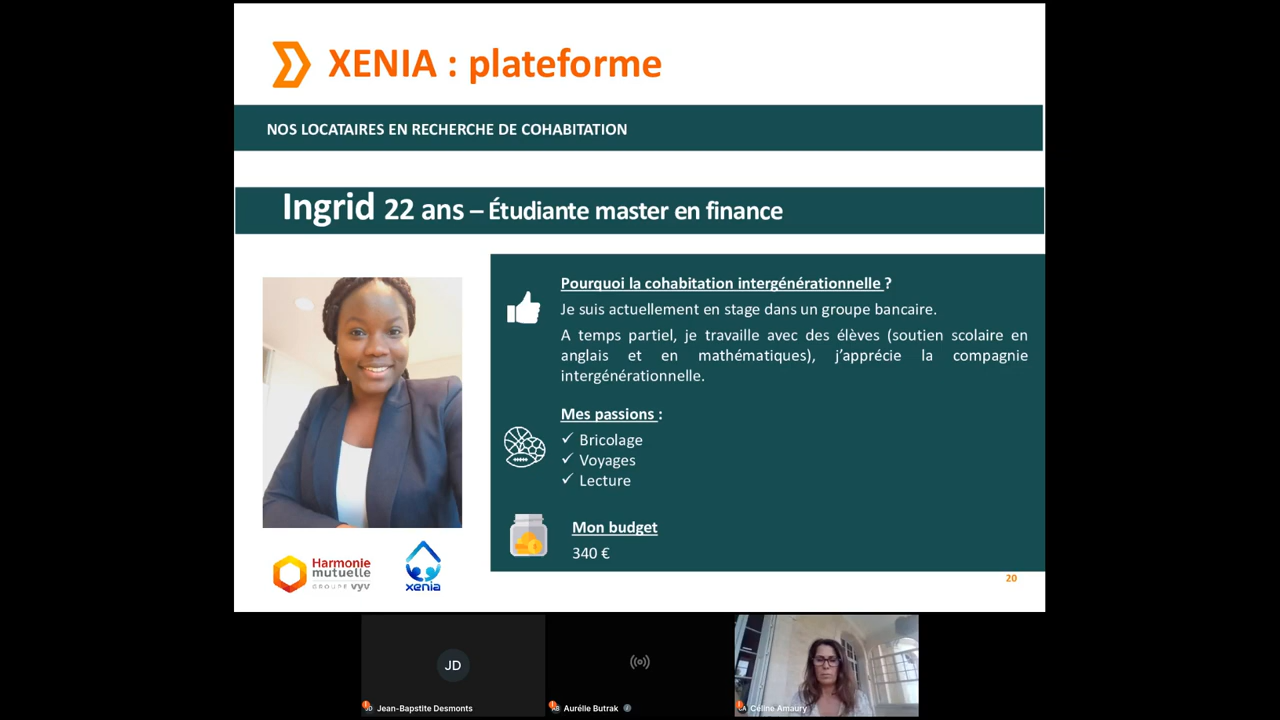 XENIA : plateforme
NOS LOCATAIRES EN RECHERCHE DE COHABITATION
Ingrid 22 ans – Étudiante master en finance
Pourquoi la cohabitation intergénérationnelle ?
Je suis actuellement en stage dans un groupe bancaire.
A temps partiel, je travaille avec des élèves (soutien scolaire en
anglais et en mathématiques), j’apprécie la compagnie
intergénérationnelle.
Mes passions :
✓ Bricolage
✓ Voyages
✓ Lecture
Mon budget
340 €
Harmonie
mutuelle
GROUPE vyv
xenia
20
JD
JD Jean-Bapstite Desmonts
AB Aurélie Butrak
CA Céline Amaury